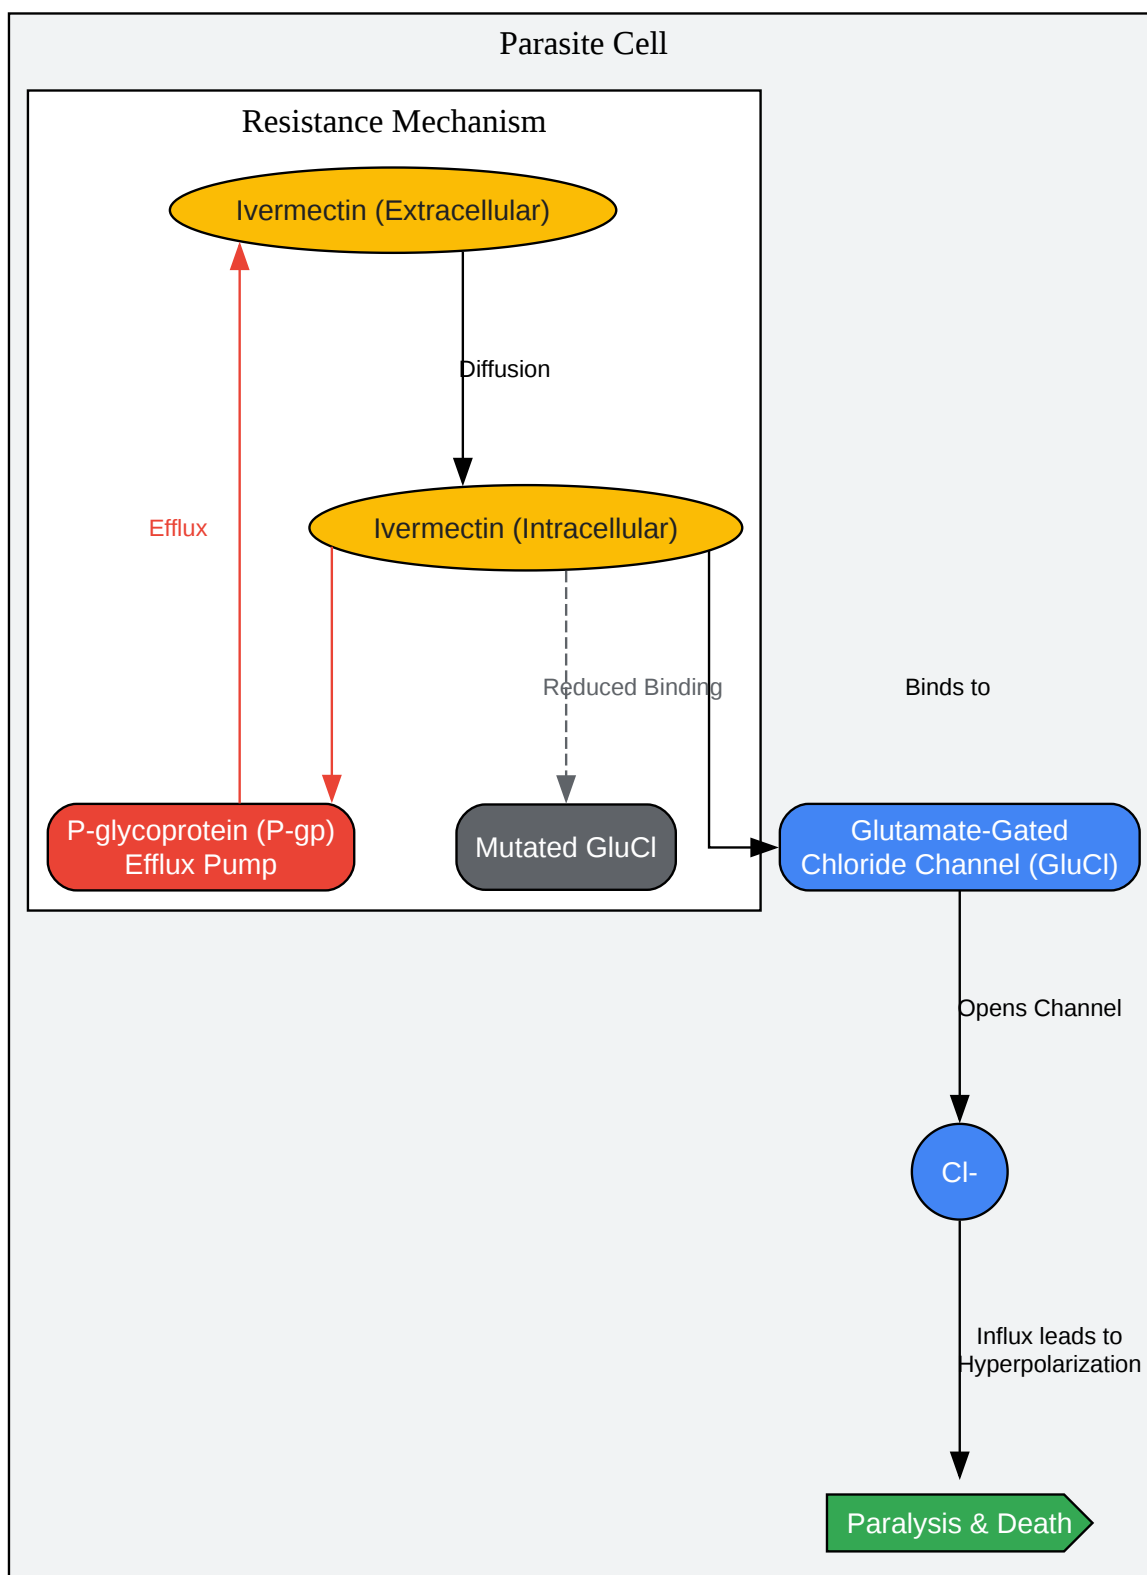 Parasite Cell
Resistance Mechanism
Ivermectin (Extracellular)
Diffusion
Efflux
Ivermectin (Intracellular)
Reduced Binding
Binds to
P-glycoprotein (P-gp)
Efflux Pump
Mutated GluCl
Glutamate-Gated
Chloride Channel (GluCl)
Opens Channel
Cl-
Influx leads to
Hyperpolarization
Paralysis & Death